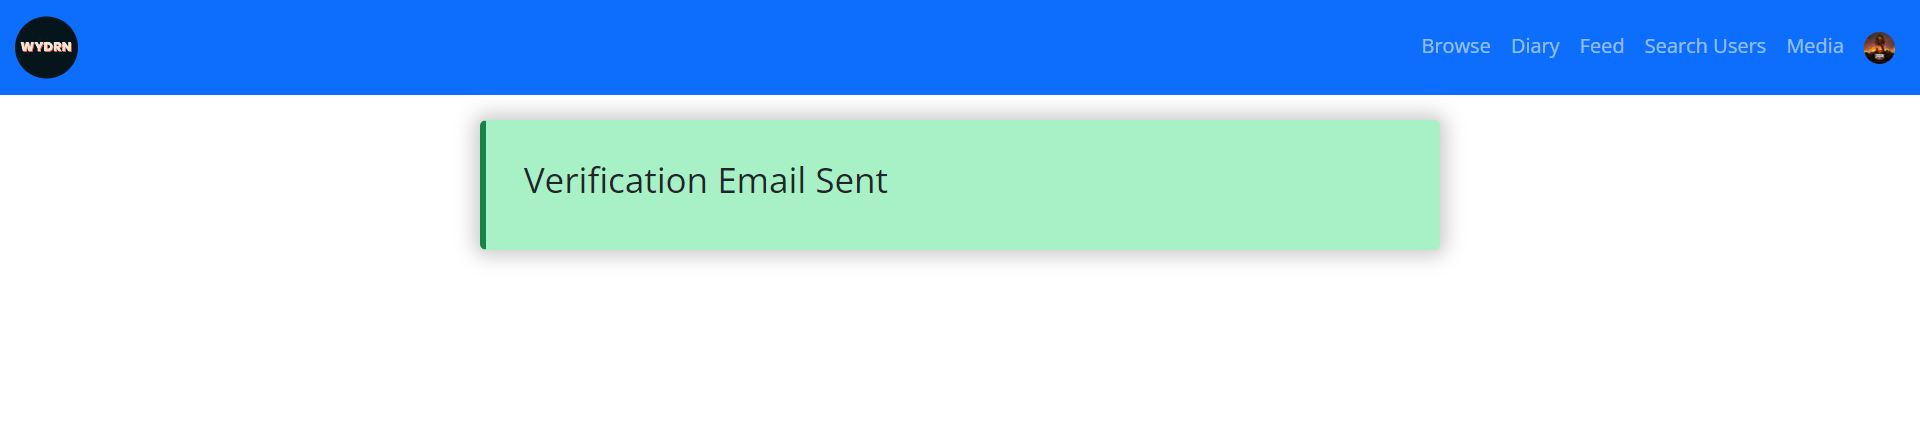 WYDRN
Browse Diary Feed Search Users Media
Verification Email Sent